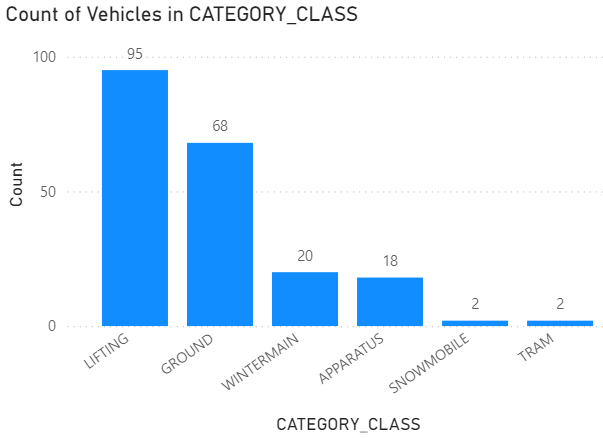 Count of Vehicles in CATEGORY_CLASS
100
50
0
Count
95
68
20
18
2
2
LIFTING
GROUND
WINTERMAIN
APPARATUS
SNOWMOBILE
TRAM
CATEGORY_CLASS